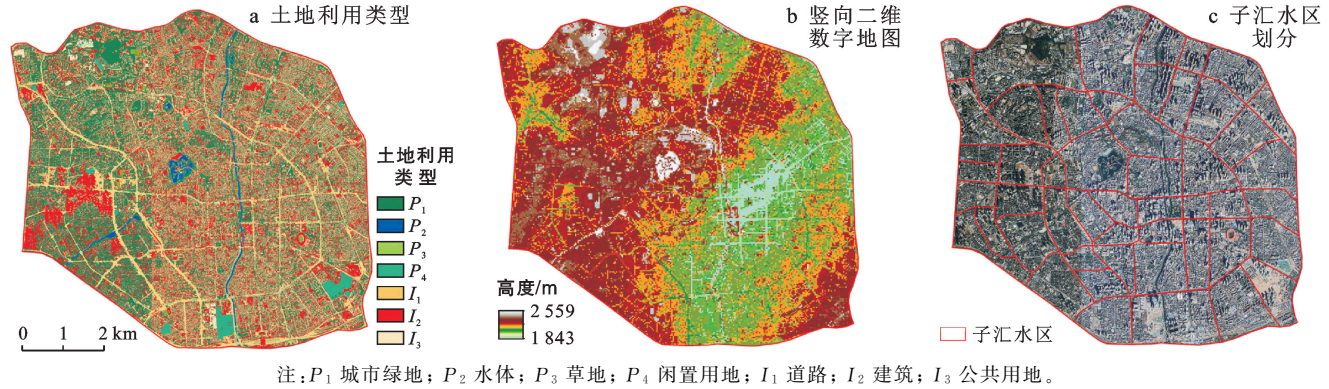 a 土地利用类型
土地利用
类型
P₁
P₂
P₃
P₄
I₁
I₂
I₃
0 1 2 km
b 竖向二维
数字地图
高度/m
2 559
1 843
c 子汇水区
划分
子汇水区
注:P₁ 城市绿地; P₂ 水体; P₃ 草地; P₄ 闲置用地; I₁ 道路; I₂ 建筑; I₃ 公共用地。